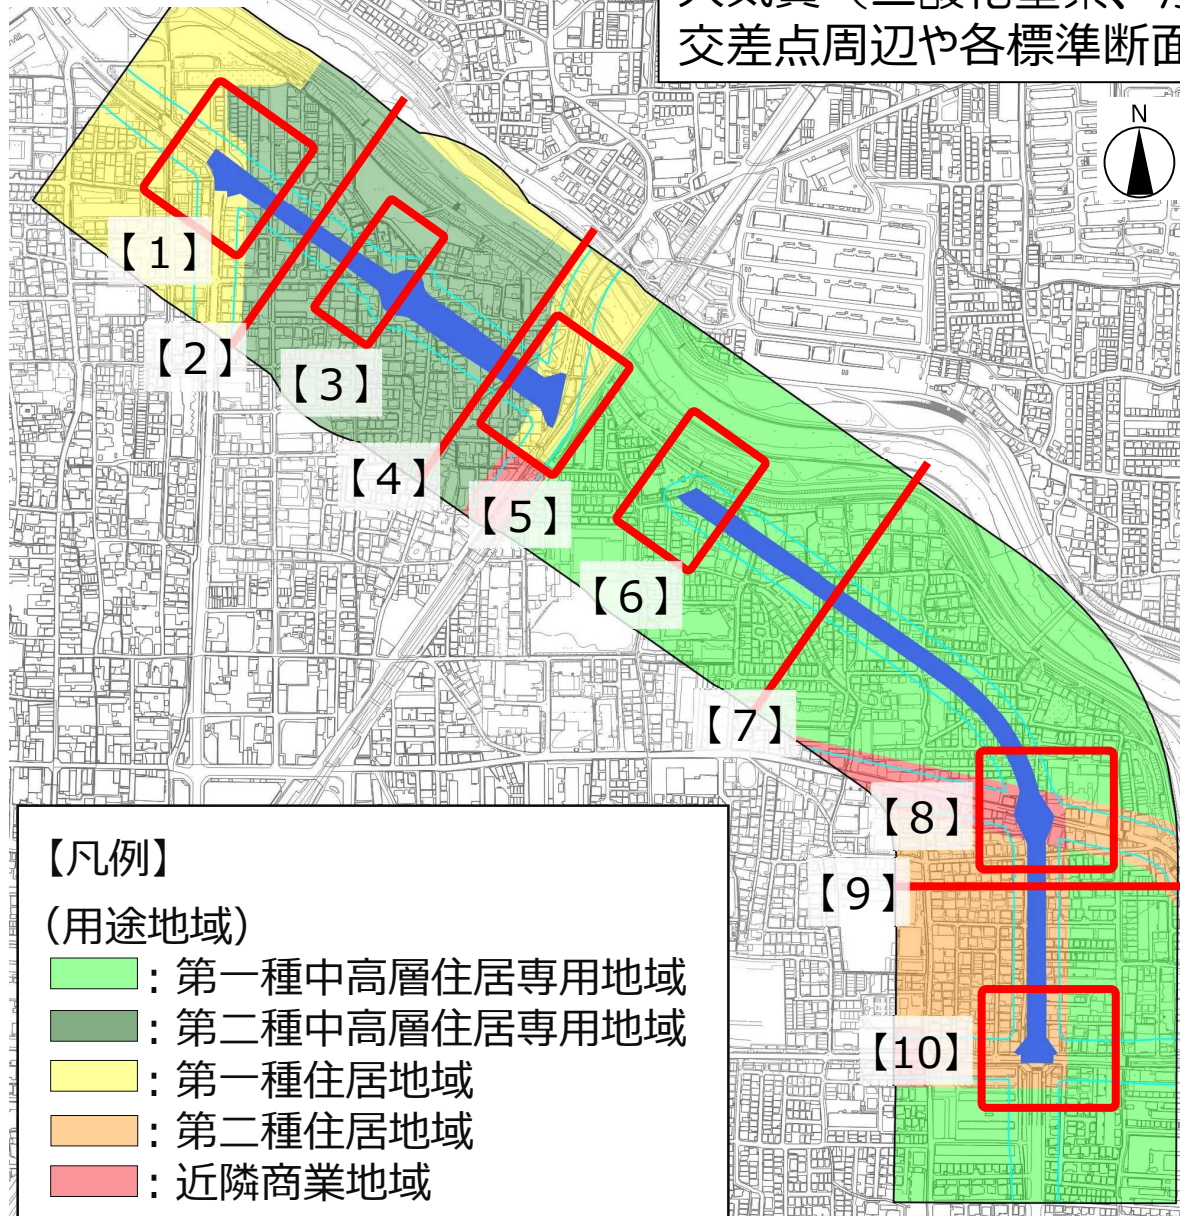 交差点周辺や各標準断面
N
【1】
【2】
【3】
【4】
【5】
【6】
【7】
【8】
【9】
【10】
【凡例】
(用途地域)
：第一種中高層住居専用地域
：第二種中高層住居専用地域
：第一種住居地域
：第二種住居地域
：近隣商業地域